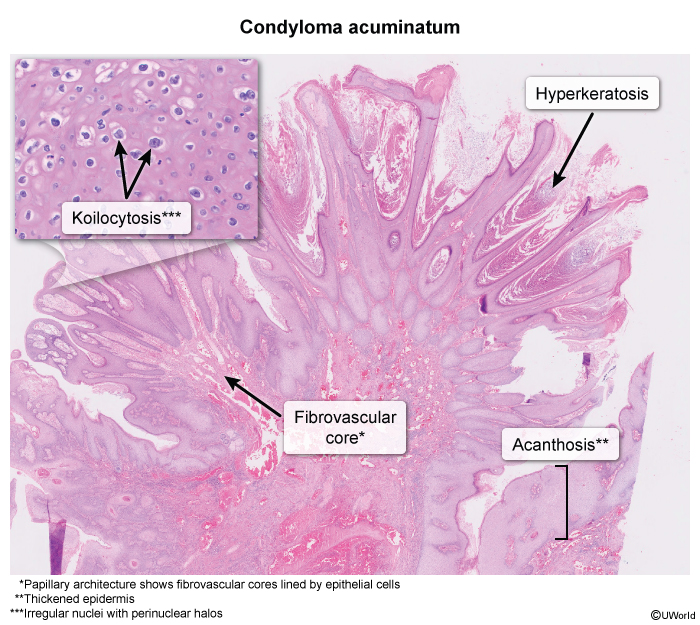 Condyloma acuminatum
Hyperkeratosis
Koilocytosis***
Fibrovascular
core*
Acanthosis**
*Papillary architecture shows fibrovascular cores lined by epithelial cells
**Thickened epidermis
***Irregular nuclei with perinuclear halos
©UWorld